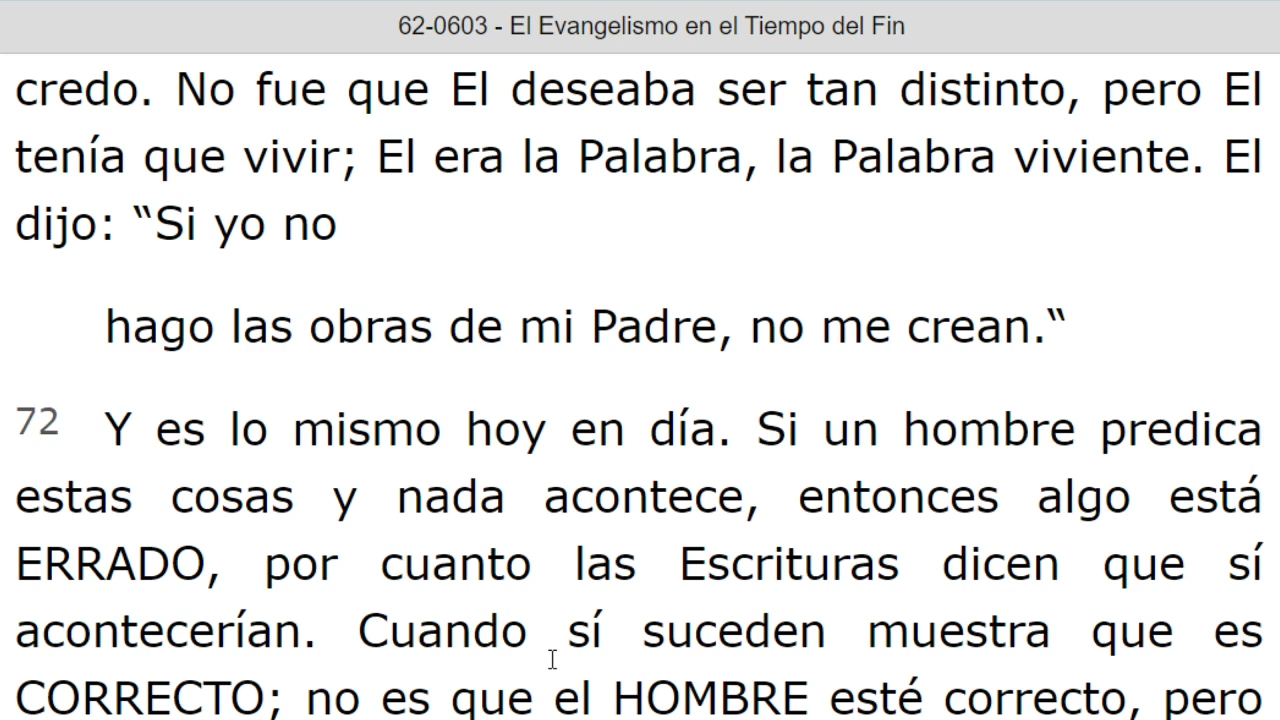 62-0603 - El Evangelismo en el Tiempo del Fin
credo. No fue que El deseaba ser tan distinto, pero El
tenía que vivir; El era la Palabra, la Palabra viviente. El
dijo: “Si yo no
hago las obras de mi Padre, no me crean.“
72 Y es lo mismo hoy en día. Si un hombre predica
estas cosas y nada acontece, entonces algo está
ERRADO, por cuanto las Escrituras dicen que sí
acontecerían. Cuando sí suceden muestra que es
CORRECTO; no es que el HOMBRE esté correcto, pero